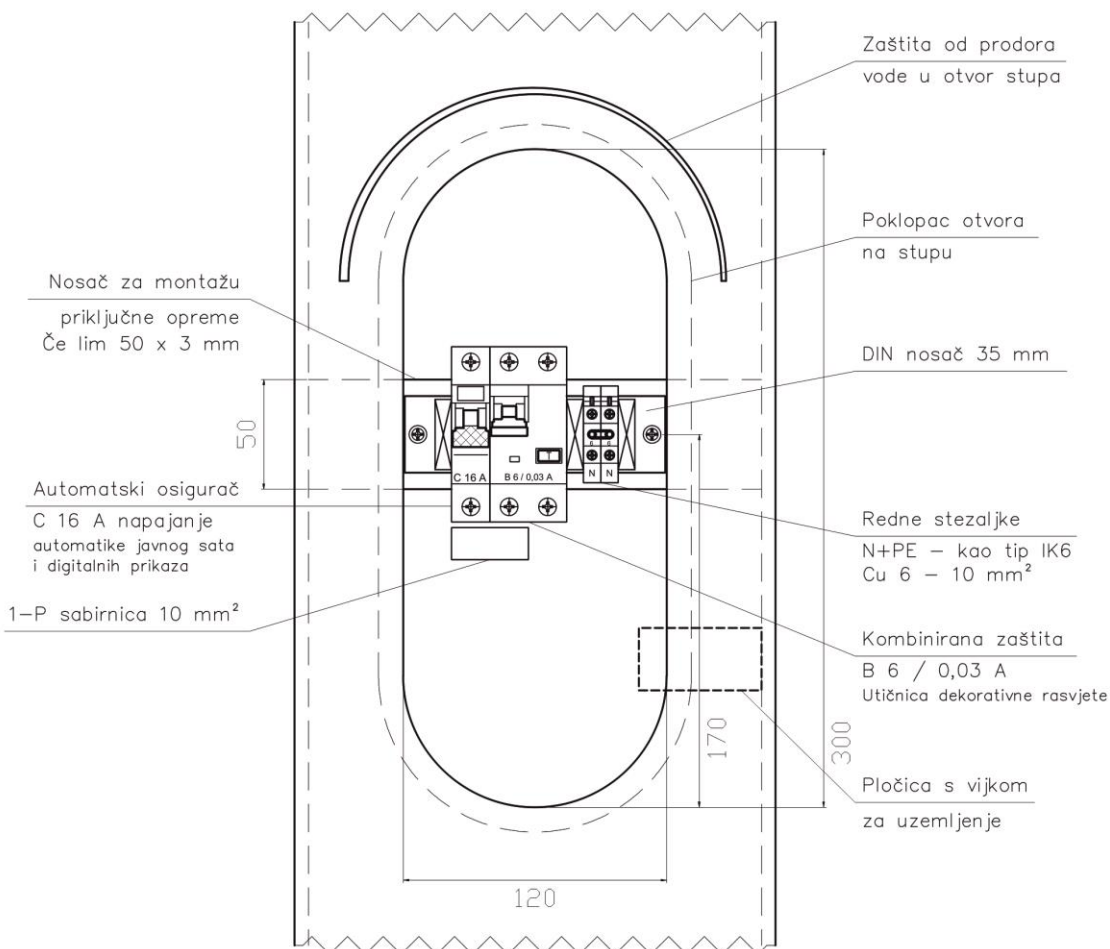 Zaštita od prodora
vode u otvor stupa
Poklopac otvora
na stupu
Nosač za montažu
priključne opreme
Če lim 50 x 3 mm
DIN nosač 35 mm
50
C 16 A
B 6 / 0,03 A
T
6 6
N N
Automatski osigurač
C 16 A napajanje
automatike javnog sata
i digitalnih prikaza
1-P sabirnica 10 mm²
Redne stezaljke
N+PE – kao tip IK6
Cu 6 – 10 mm²
Kombinirana zaštita
B 6 / 0,03 A
Utičnica dekorativne rasvjete
170
300
Pločica s vijkom
za uzemljenje
120